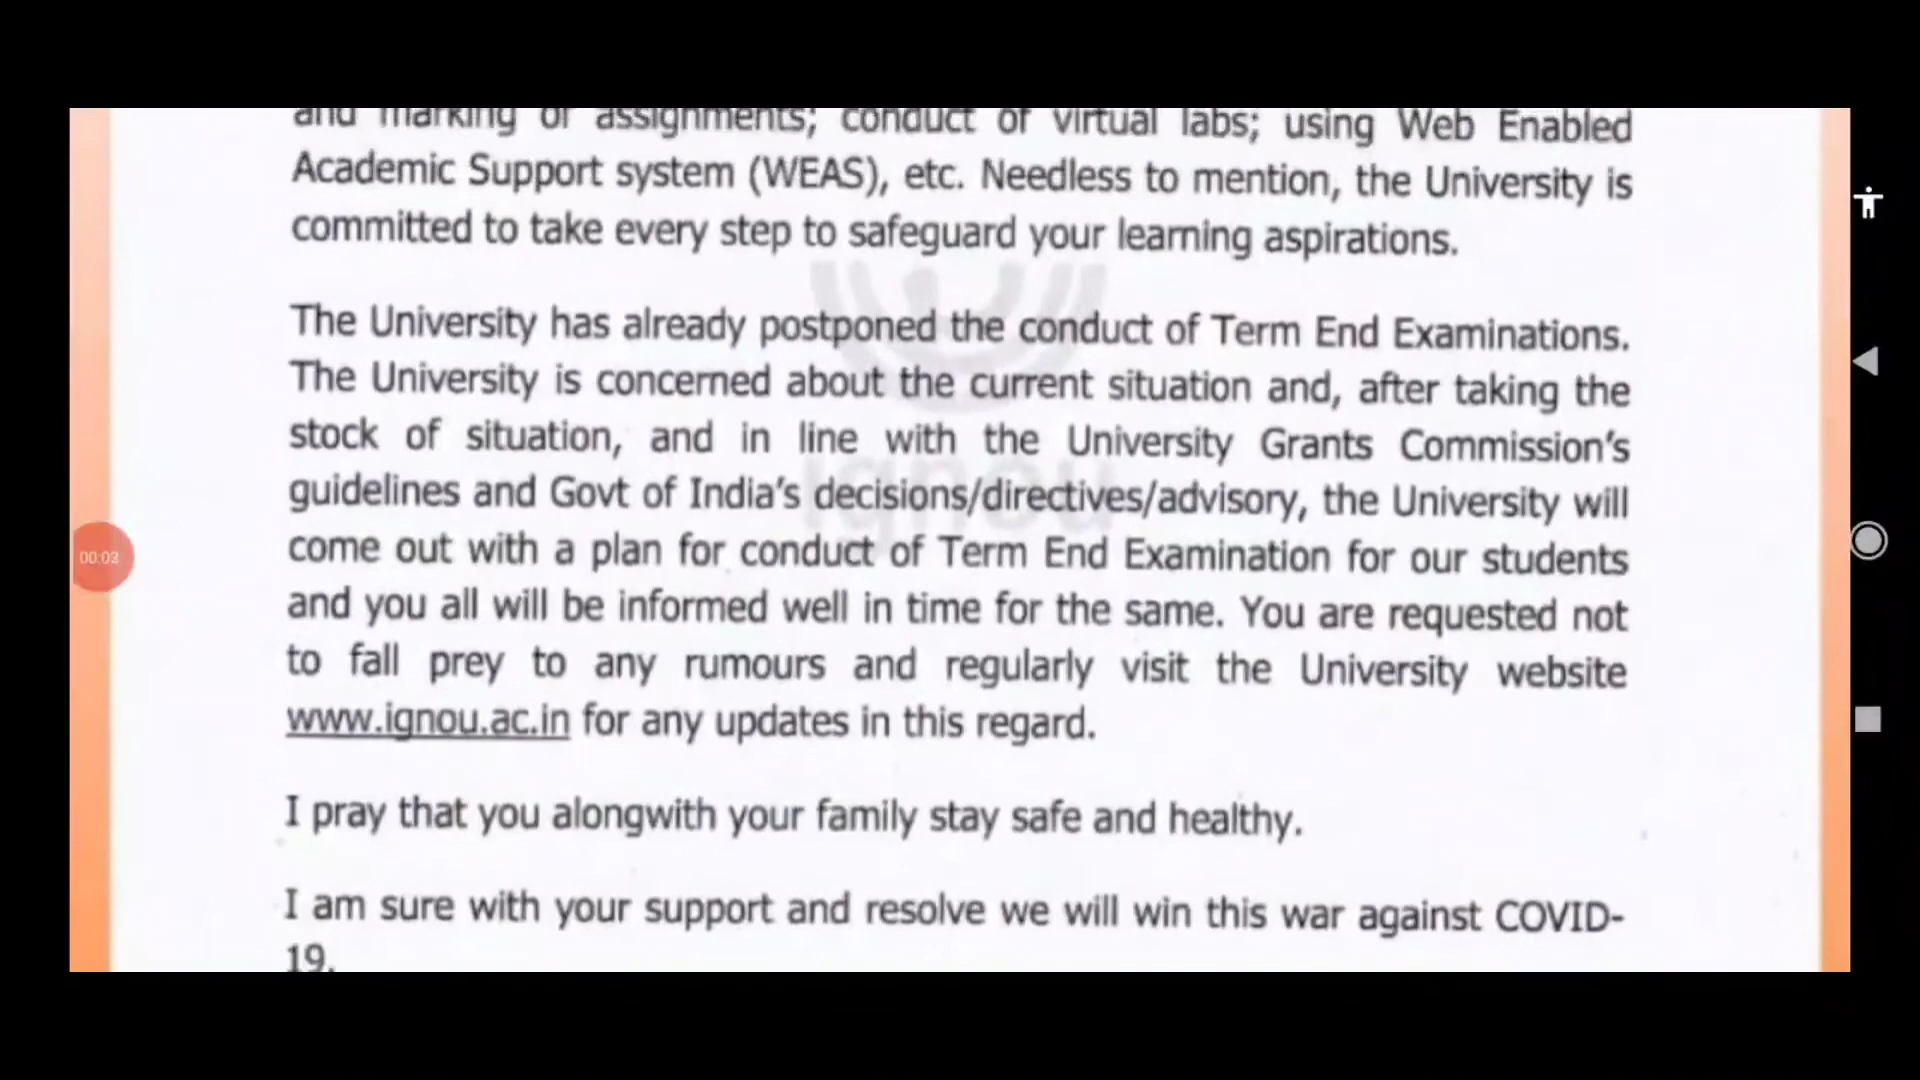 and marking of assignments; conduct of virtual labs; using Web Enabled
Academic Support system (WEAS), etc. Needless to mention, the University is
committed to take every step to safeguard your learning aspirations.
The University has already postponed the conduct of Term End Examinations.
The University is concerned about the current situation and, after taking the
stock of situation, and in line with the University Grants Commission's
guidelines and Govt of India's decisions/directives/advisory, the University will
come out with a plan for conduct of Term End Examination for our students
and you all will be informed well in time for the same. You are requested not
to fall prey to any rumours and regularly visit the University website
www.ignou.ac.in for any updates in this regard.
I pray that you alongwith your family stay safe and healthy.
I am sure with your support and resolve we will win this war against COVID-
19.
ignou
00:03